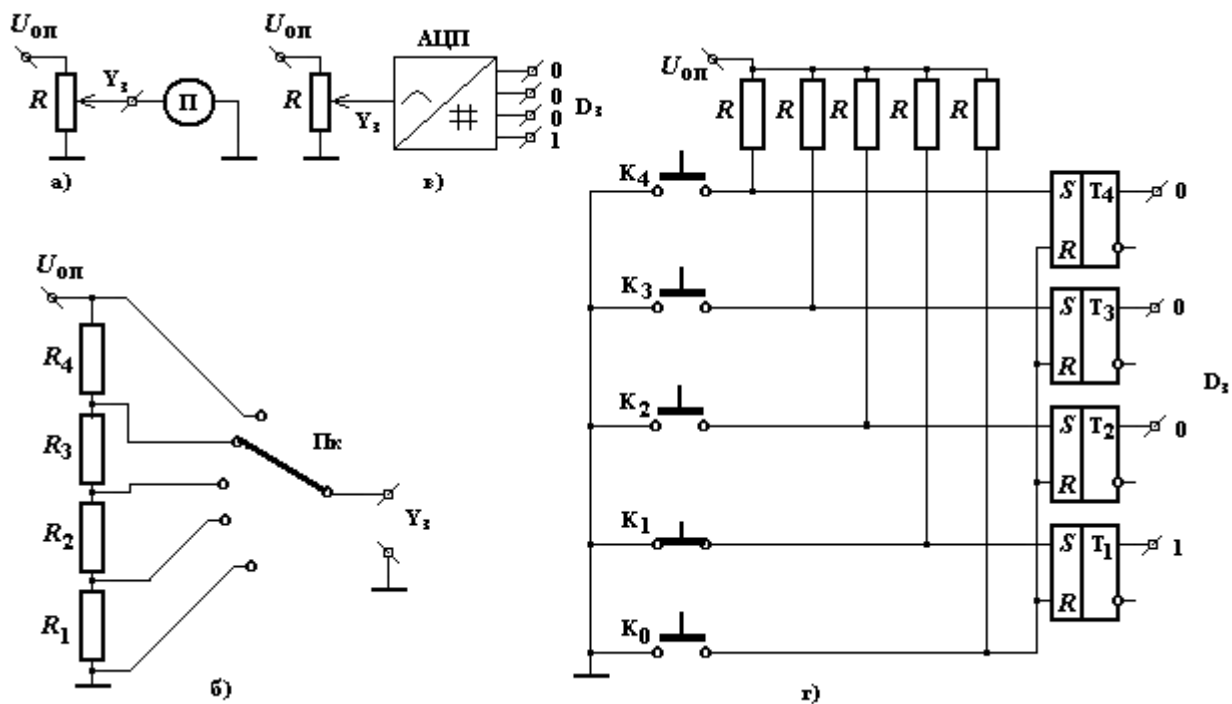 Uоп
R
Yз
П
а)
Uоп
R
Yз
АЦП
0
0
0
1
Dз
в)
Uоп
R4
R3
R2
R1
Пк
Yз
б)
Uоп
R R R R R
K4
S T4 0
R
K3
S T3 0
R
Dз
K2
S T2 0
R
K1
S T1 1
R
K0
г)